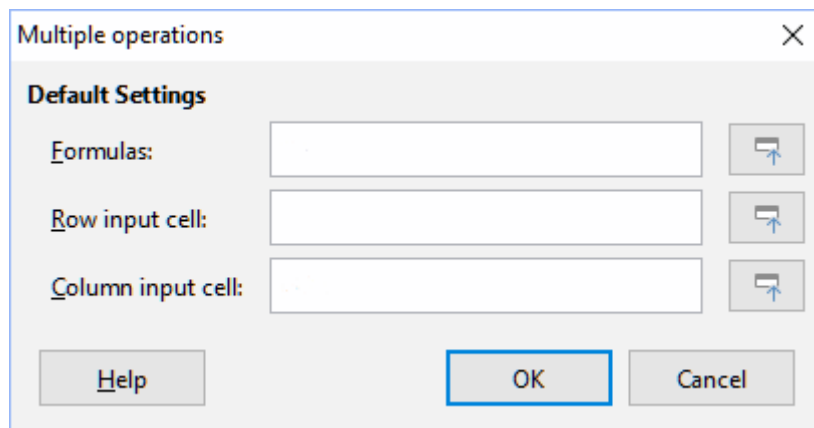 Multiple operations
Default Settings
Formulas:
Row input cell:
Column input cell:
Help OK Cancel